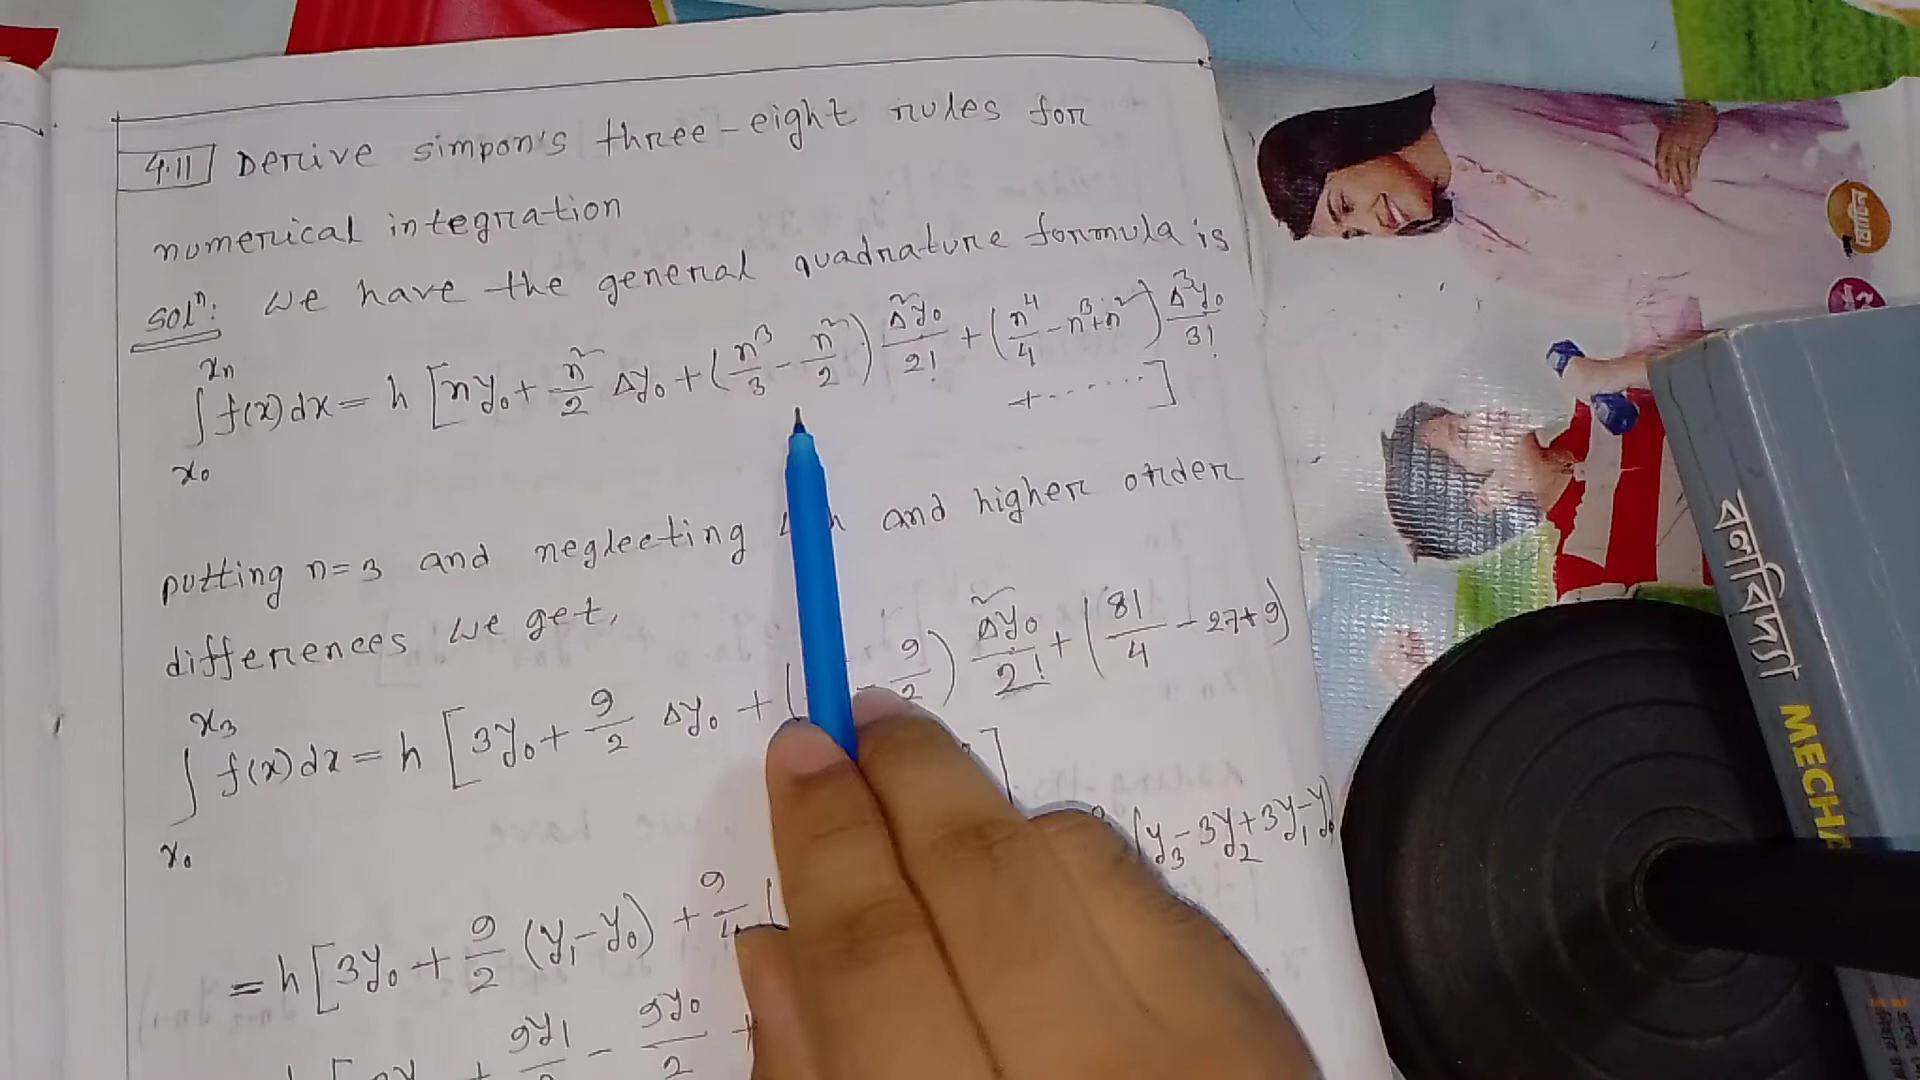 4.11 Derive simpon's three-eight rules for
numerical integration
Solⁿ: we have the general quadrature formula is
∫_{x₀}^{xₙ} f(x) dx = h [ny₀ + n²/2 Δy₀ + (n³/3 - n²/2) Δ²y₀/2! + (n⁴/4 - n³+n²) Δ³y₀/3!
+ ......]
putting n=3 and neglecting and higher order
differences we get,
∫_{x₀}^{x₃} f(x) dx = h [3y₀ + 9/2 Δy₀ + ( - 9/2) Δ²y₀/2! + (81/4 - 27+9)
]
= h [3y₀ + 9/2 (y₁-y₀) + 9/4 ( (y₃-3y₂+3y₁-y₀
+ 9y₁ - 9y₀/2 +
বলবিদ্যা MECHA